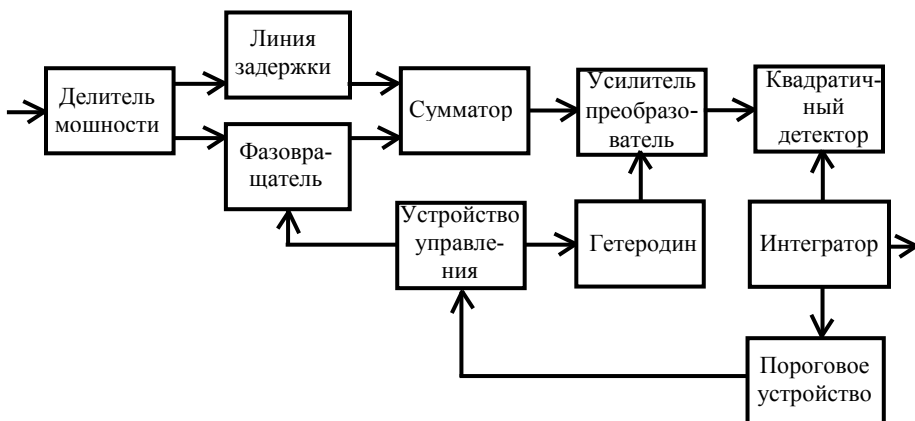 Линия
задержки
Делитель
мошности
Сумматор
Усилитель
преобразо-
ватель
Квадратич-
ный
детектор
Фазовра-
щатель
Устройство
управле-
ния
Гетеродин
Интегратор
Пороговое
устройство